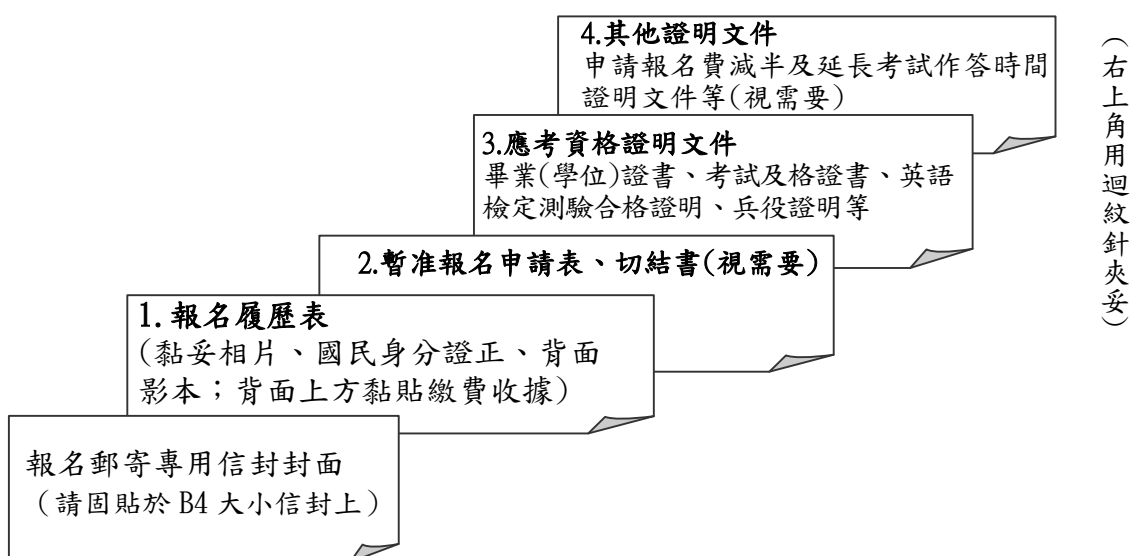 4.其他證明文件
申請報名費減半及延長考試作答時間
證明文件等(視需要)
3.應考資格證明文件
畢業(學位)證書、考試及格證書、英語
檢定測驗合格證明、兵役證明等
2.暫准報名申請表、切結書(視需要)
1.報名履歷表
(黏妥相片、國民身分證正、背面
影本；背面上方黏貼繳費收據)
報名郵寄專用信封封面
（請固貼於 B4 大小信封上）
（右上角用迴紋針夾妥）